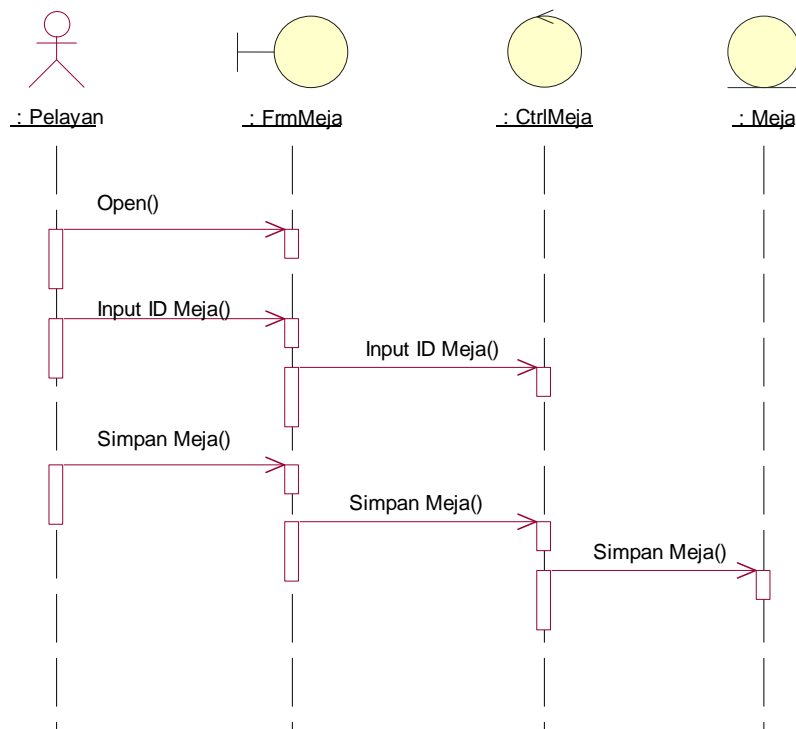 : Pelayan
: FrmMeja
: CtrlMeja
: Meja
Open()
Input ID Meja()
Input ID Meja()
Simpan Meja()
Simpan Meja()
Simpan Meja()